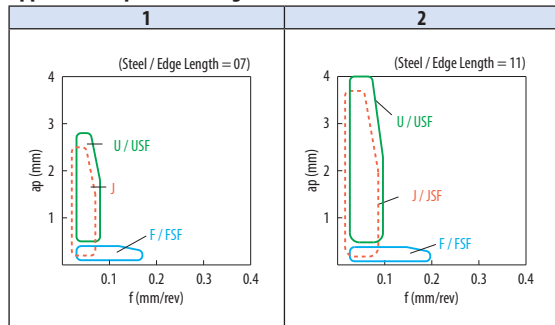 1
2
(Steel / Edge Length = 07)
4
3
2
1
ap (mm)
U / USF
J
F / FSF
0.1
0.2
0.3
0.4
f (mm/rev)
(Steel / Edge Length = 11)
4
3
2
1
ap (mm)
U / USF
J / JSF
F / FSF
0.1
0.2
0.3
0.4
f (mm/rev)